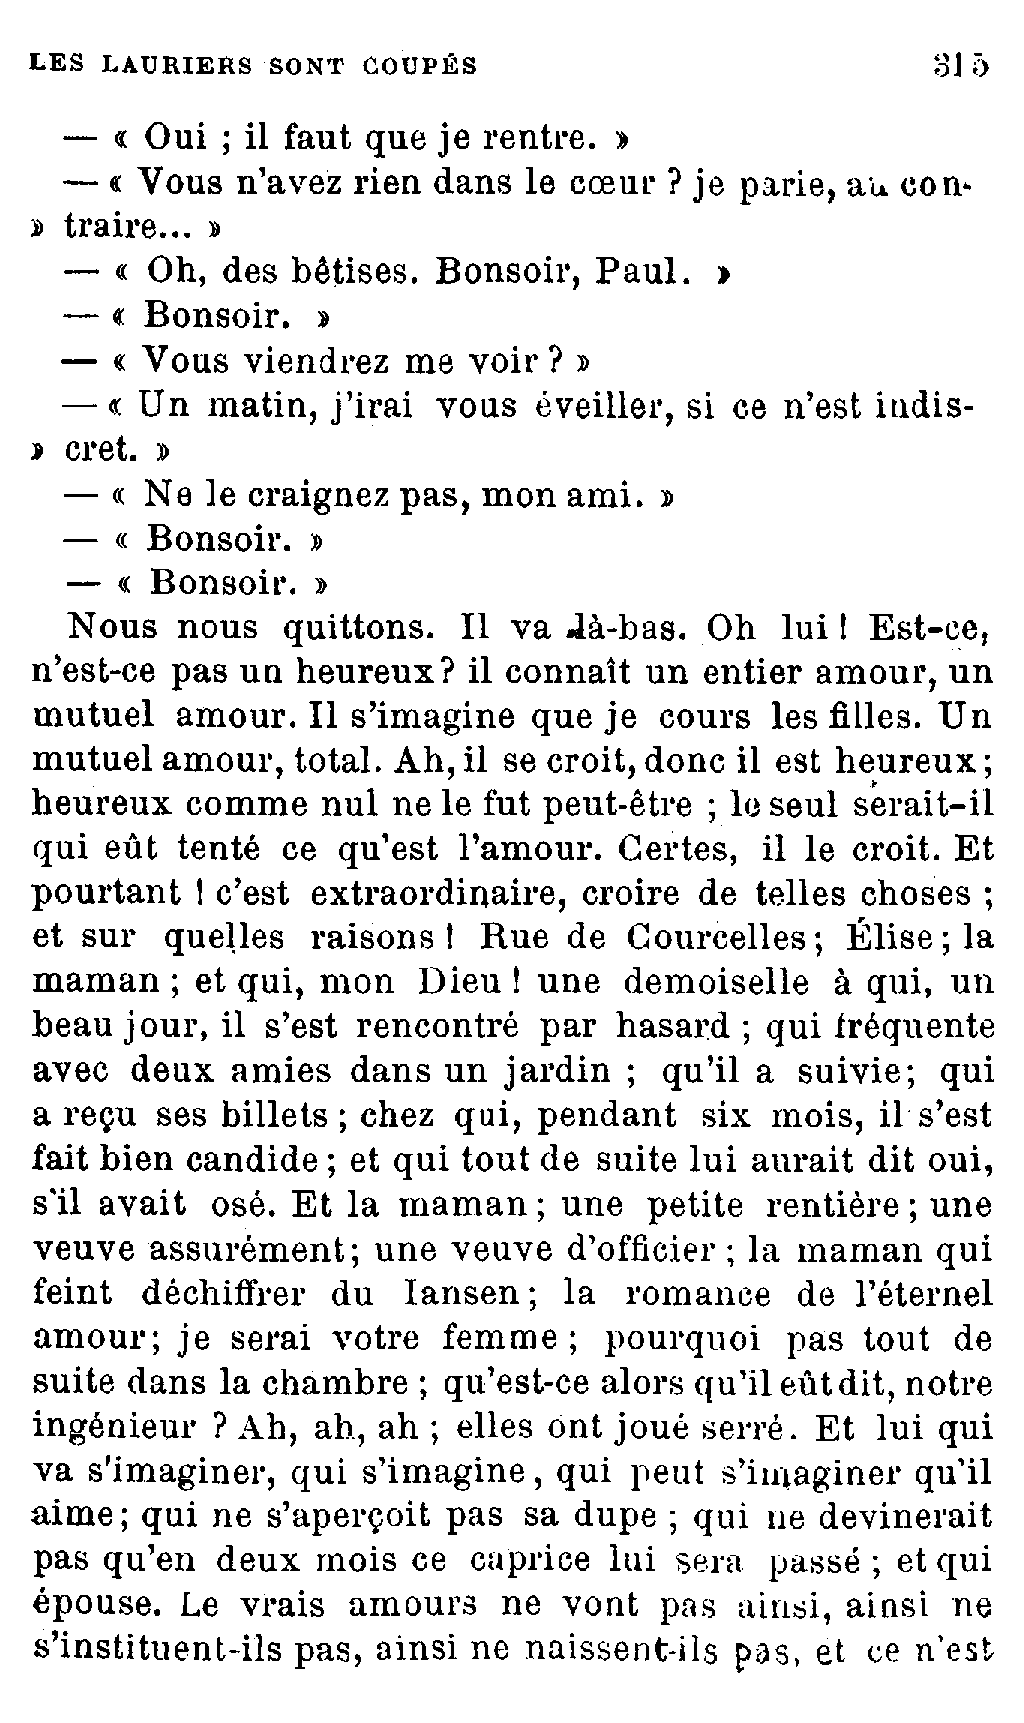 LES LAURIERS SONT COUPÉS 315
— « Oui ; il faut que je rentre. »
— « Vous n'avez rien dans le cœur ? je parie, au con-
» traire... »
— « Oh, des bêtises. Bonsoir, Paul. »
— « Bonsoir. »
— « Vous viendrez me voir ? »
— « Un matin, j'irai vous éveiller, si ce n'est indis-
» cret. »
— « Ne le craignez pas, mon ami. »
— « Bonsoir. »
— « Bonsoir. »
Nous nous quittons. Il va là-bas. Oh lui ! Est-ce,
n'est-ce pas un heureux ? il connaît un entier amour, un
mutuel amour. Il s'imagine que je cours les filles. Un
mutuel amour, total. Ah, il se croit, donc il est heureux ;
heureux comme nul ne le fut peut-être ; le seul serait-il
qui eût tenté ce qu'est l'amour. Certes, il le croit. Et
pourtant ! c'est extraordinaire, croire de telles choses ;
et sur quelles raisons ! Rue de Courcelles ; Élise ; la
maman ; et qui, mon Dieu ! une demoiselle à qui, un
beau jour, il s'est rencontré par hasard ; qui fréquente
avec deux amies dans un jardin ; qu'il a suivie ; qui
a reçu ses billets ; chez qui, pendant six mois, il s'est
fait bien candide ; et qui tout de suite lui aurait dit oui,
s'il avait osé. Et la maman ; une petite rentière ; une
veuve assurément ; une veuve d'officier ; la maman qui
feint déchiffrer du Iansen ; la romance de l'éternel
amour ; je serai votre femme ; pourquoi pas tout de
suite dans la chambre ; qu'est-ce alors qu'il eût dit, notre
ingénieur ? Ah, ah, ah ; elles ont joué serré. Et lui qui
va s'imaginer, qui s'imagine, qui peut s'imaginer qu'il
aime ; qui ne s'aperçoit pas sa dupe ; qui ne devinerait
pas qu'en deux mois ce caprice lui sera passé ; et qui
épouse. Le vrais amours ne vont pas ainsi, ainsi ne
s'instituent-ils pas, ainsi ne naissent-ils pas, et ce n'est